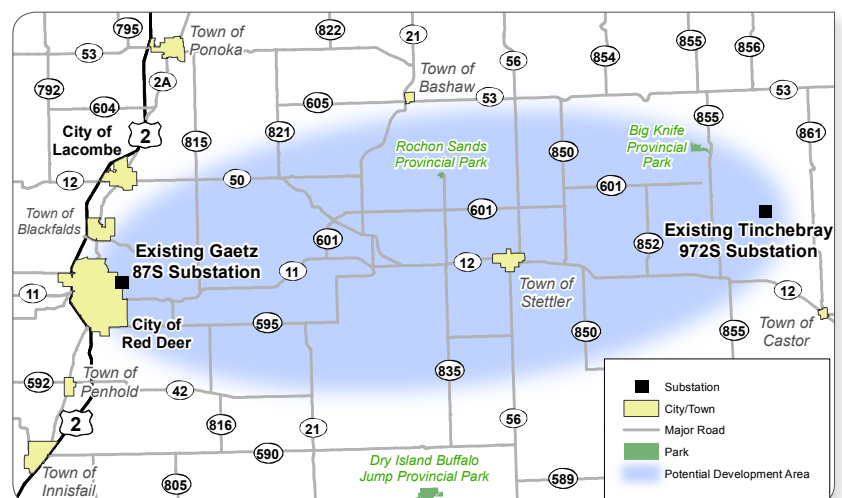 795
Town of
Ponoka
822
21
56
854
855
856
53
2A
792
604
605
Town of
Bashaw
53
53
855
861
City of
Lacombe
2
815
821
Rochon Sands
Provincial Park
850
Big Knife
Provincial
Park
12
50
601
601
Town of
Blackfalds
601
852
Existing Tinchebray
972S Substation
Existing Gaetz
87S Substation
11
12
Town of
Stettler
11
12
City of
Red Deer
595
850
855
Town of
Castor
592
Town of
Penhold
42
835
2
816
21
56
590
Town of
Innisfail
805
Dry Island Buffalo
Jump Provincial Park
589
Substation
City/Town
Major Road
Park
Potential Development Area